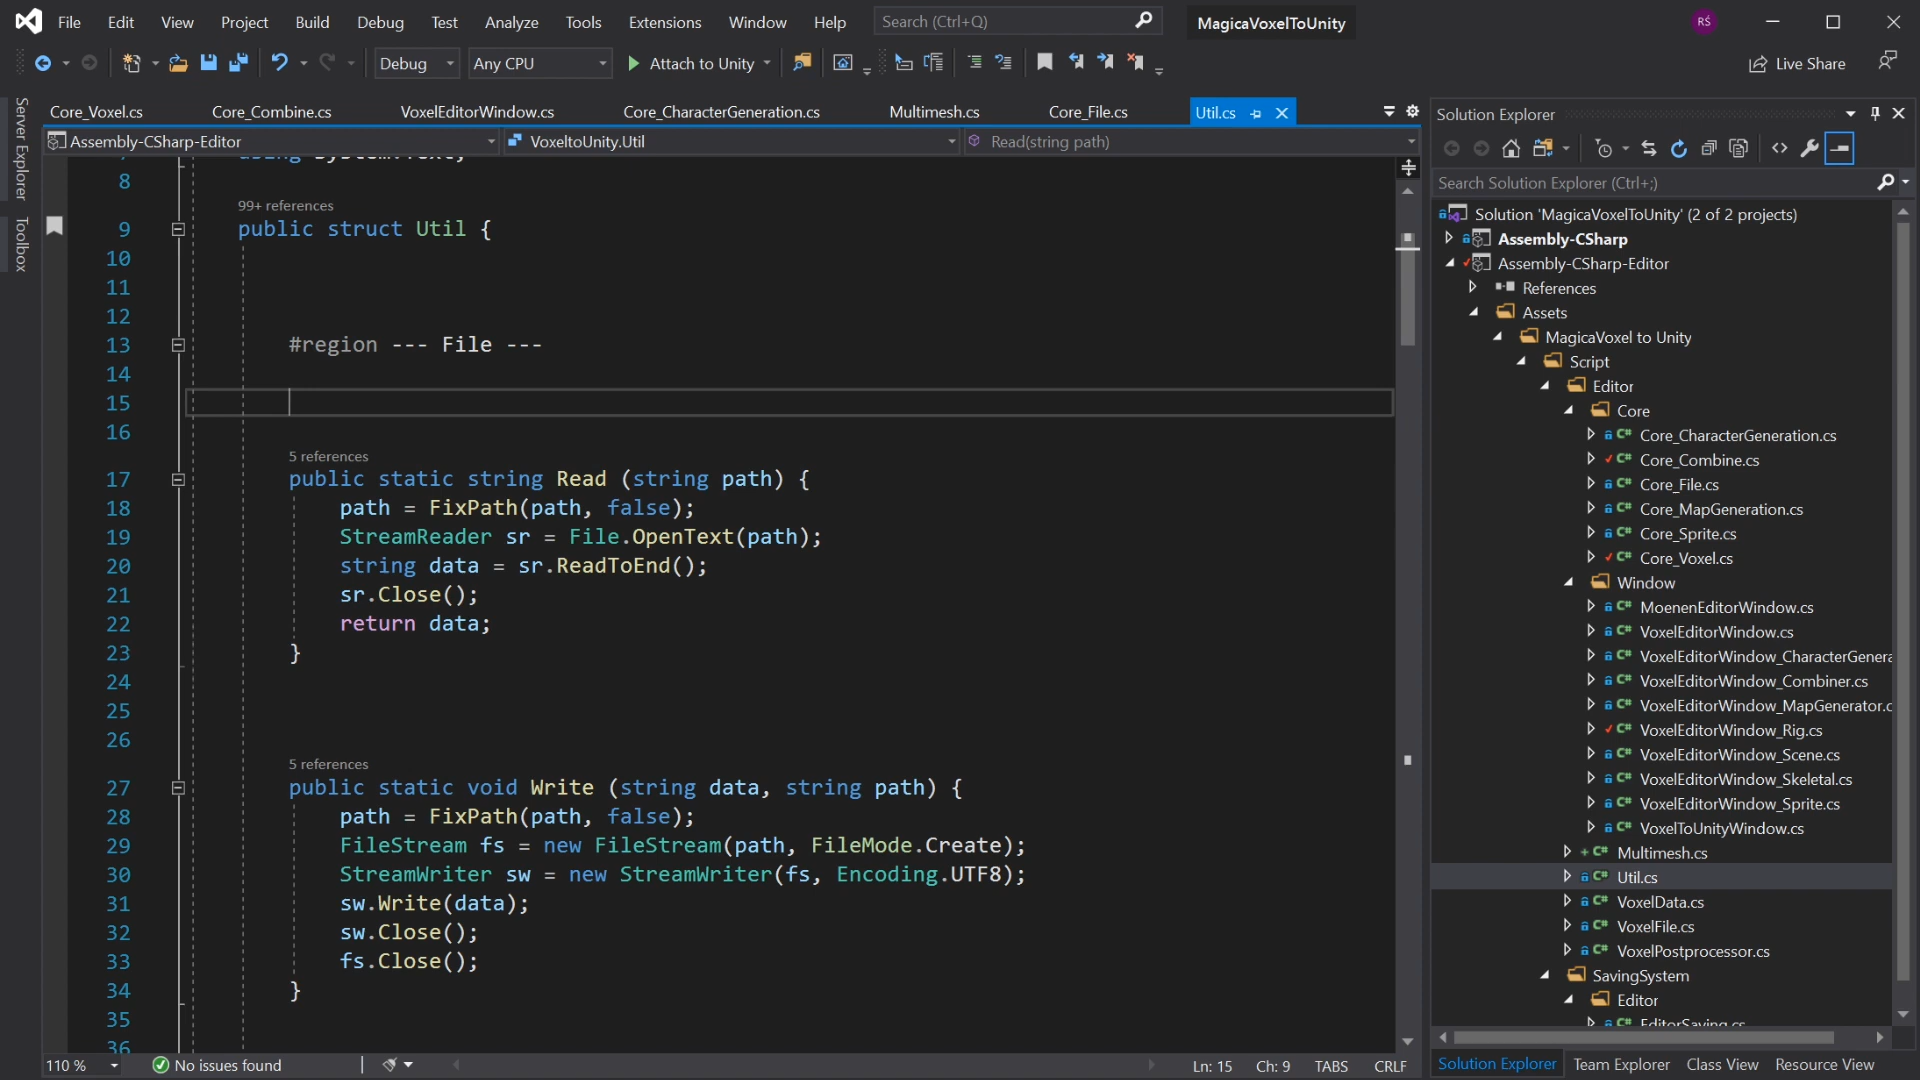 File Edit View Project Build Debug Test Analyze Tools Extensions Window Help Search (Ctrl+Q) MagicaVoxelToUnity RŠ
Debug Any CPU Attach to Unity Live Share
Server Explorer
Toolbox
Core_Voxel.cs Core_Combine.cs VoxelEditorWindow.cs Core_CharacterGeneration.cs Multimesh.cs Core_File.cs Util.cs
Assembly-CSharp-Editor VoxeltoUnity.Util Read(string path)
8
99+ references
9 public struct Util {
10
11
12
13 #region --- File ---
14
15
16
5 references
17 public static string Read (string path) {
18 path = FixPath(path, false);
19 StreamReader sr = File.OpenText(path);
20 string data = sr.ReadToEnd();
21 sr.Close();
22 return data;
23 }
24
25
26
5 references
27 public static void Write (string data, string path) {
28 path = FixPath(path, false);
29 FileStream fs = new FileStream(path, FileMode.Create);
30 StreamWriter sw = new StreamWriter(fs, Encoding.UTF8);
31 sw.Write(data);
32 sw.Close();
33 fs.Close();
34 }
35
36
110 % No issues found Ln: 15 Ch: 9 TABS CRLF
Solution Explorer
Search Solution Explorer (Ctrl+;)
Solution 'MagicaVoxelToUnity' (2 of 2 projects)
Assembly-CSharp
Assembly-CSharp-Editor
References
Assets
MagicaVoxel to Unity
Script
Editor
Core
C# Core_CharacterGeneration.cs
C# Core_Combine.cs
C# Core_File.cs
C# Core_MapGeneration.cs
C# Core_Sprite.cs
C# Core_Voxel.cs
Window
C# MoenenEditorWindow.cs
C# VoxelEditorWindow.cs
C# VoxelEditorWindow_CharacterGenera
C# VoxelEditorWindow_Combiner.cs
C# VoxelEditorWindow_MapGenerator.c
C# VoxelEditorWindow_Rig.cs
C# VoxelEditorWindow_Scene.cs
C# VoxelEditorWindow_Skeletal.cs
C# VoxelEditorWindow_Sprite.cs
C# VoxelToUnityWindow.cs
C# Multimesh.cs
C# Util.cs
C# VoxelData.cs
C# VoxelFile.cs
C# VoxelPostprocessor.cs
SavingSystem
Editor
C# EditorSaving.cs
Solution Explorer Team Explorer Class View Resource View